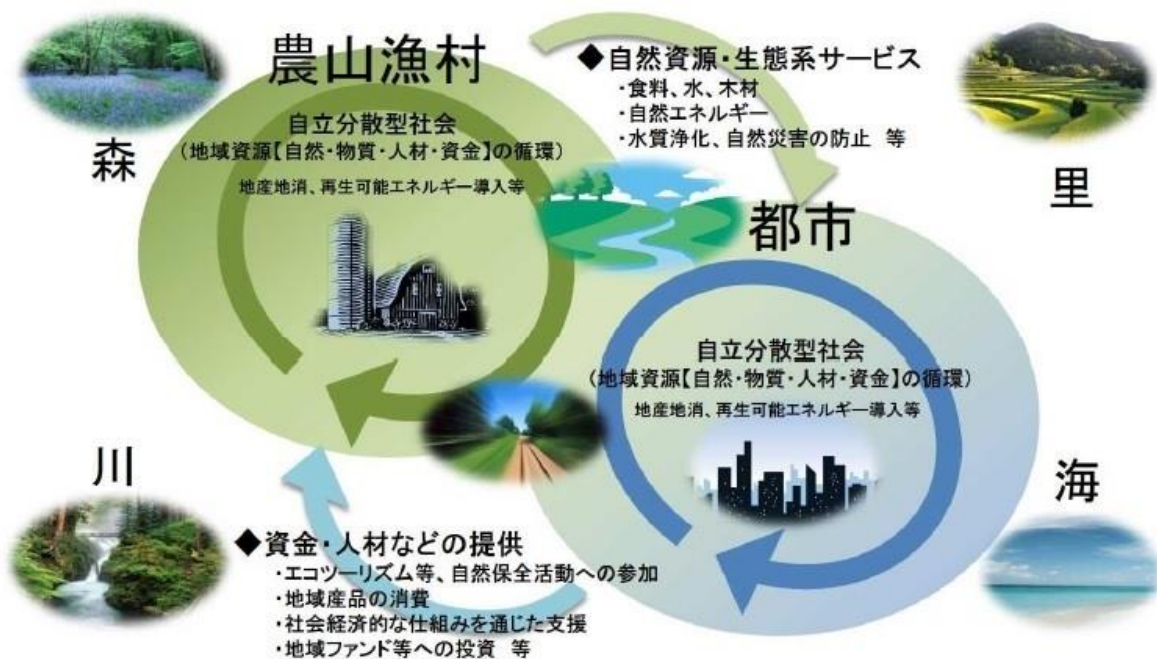 農山漁村
森
自立分散型社会
(地域資源【自然・物質・人材・資金】の循環)
地産地消、再生可能エネルギー導入等
◆自然資源・生態系サービス
・食料、水、木材
・自然エネルギー
・水質浄化、自然災害の防止 等
里
都市
自立分散型社会
(地域資源【自然・物質・人材・資金】の循環)
地産地消、再生可能エネルギー導入等
川
海
◆資金・人材などの提供
・エコツーリズム等、自然保全活動への参加
・地域産品の消費
・社会経済的な仕組みを通じた支援
・地域ファンド等への投資 等